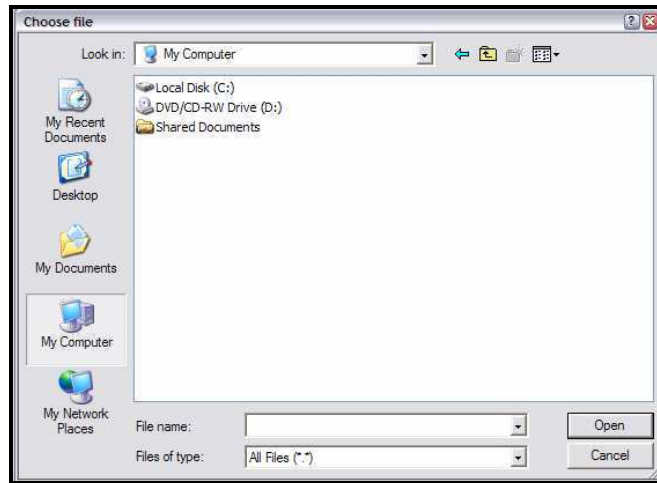 Choose file
Look in:
My Computer
My Recent
Documents
Desktop
My Documents
My Computer
My Network
Places
Local Disk (C:)
DVD/CD-RW Drive (D:)
Shared Documents
File name:
Open
Files of type:
All Files (*.*)
Cancel